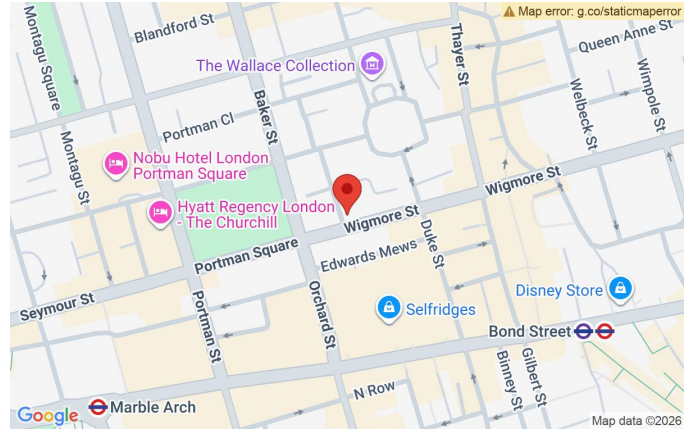 Map error: g.co/staticmaperror
Blandford St
Queen Anne St
Montagu Square
The Wallace Collection
Thayer St
Welbeck St
Wimpole St
Baker St
Portman Cl
Nobu Hotel London
Portman Square
Montagu St
Wigmore St
Hyatt Regency London
- The Churchill
Wigmore St
Duke St
Portman Square
Edwards Mews
Seymour St
Disney Store
Selfridges
Orchard St
Portman St
Bond Street
Gilbert St
Binney St
N Row
Marble Arch
Google
Map data ©2026